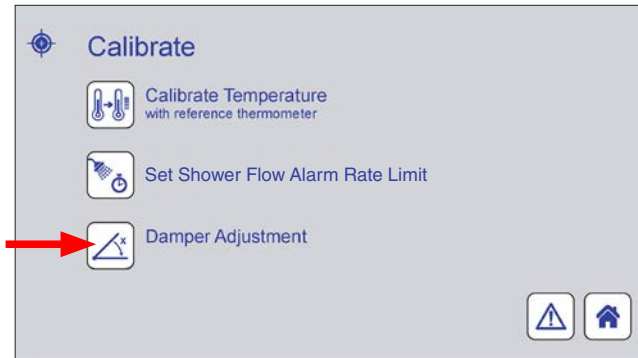 Calibrate
Calibrate Temperature
with reference thermometer
Set Shower Flow Alarm Rate Limit
x
Damper Adjustment